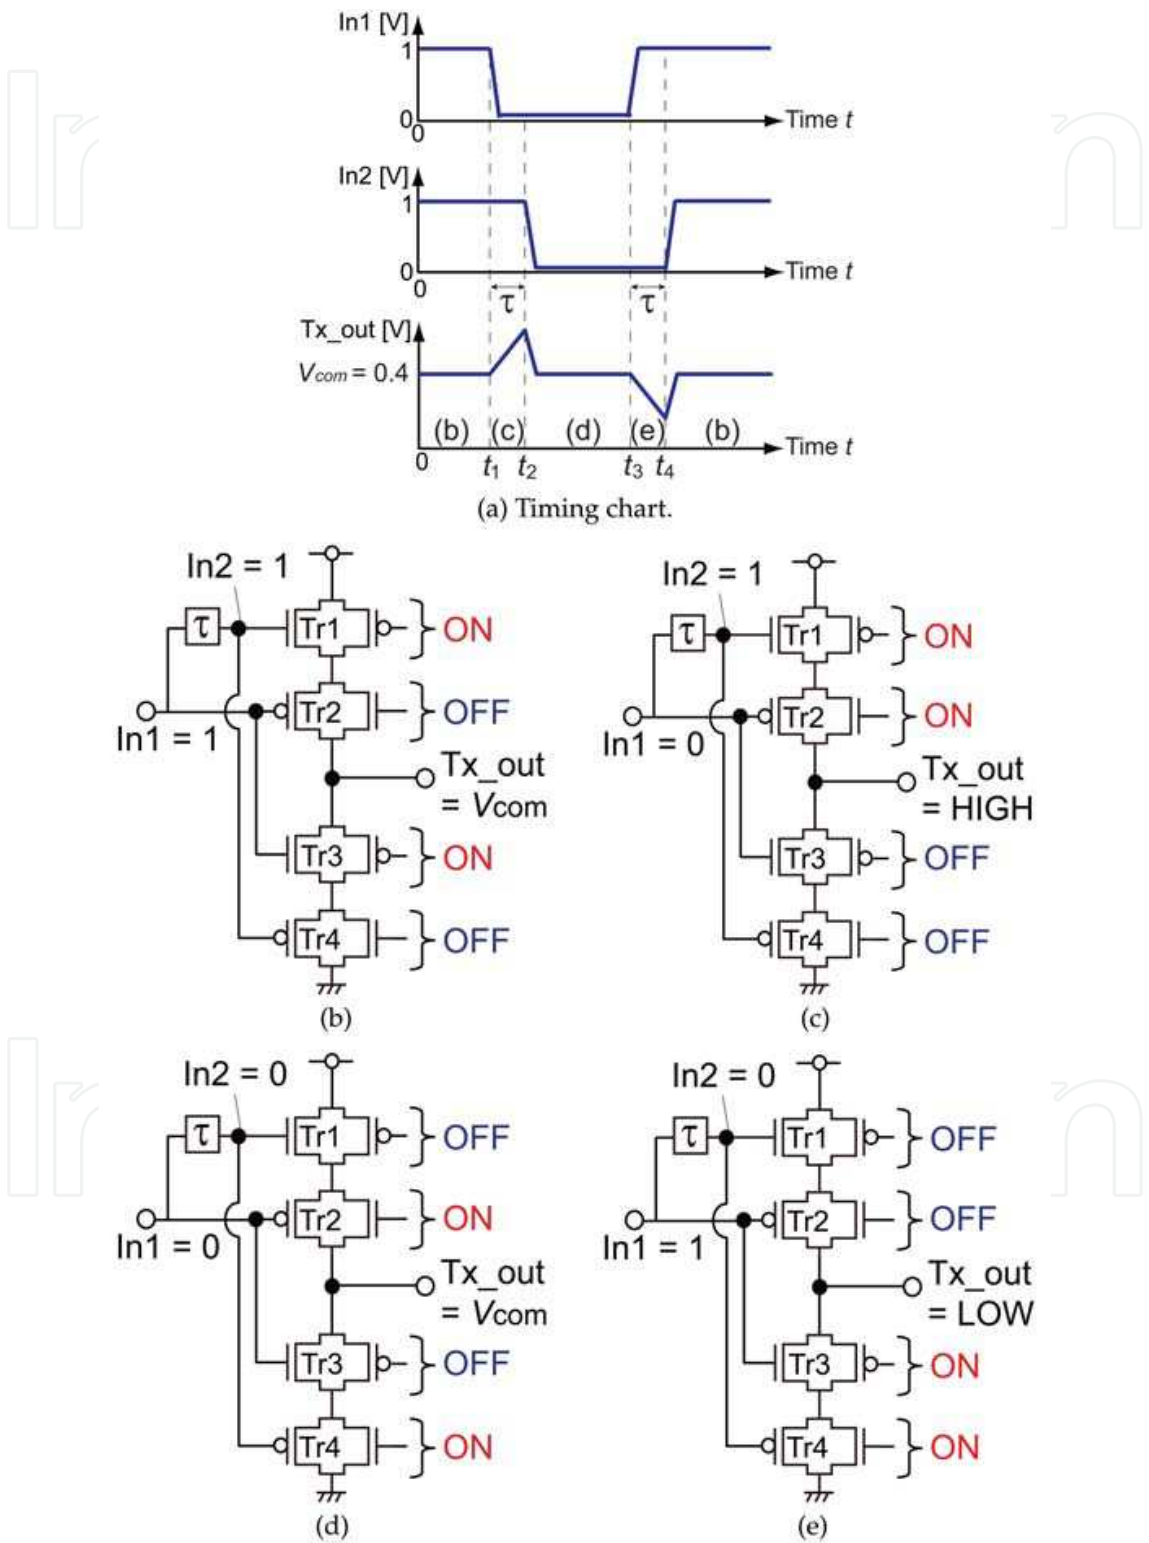 In1 [V]
1
0
0
Time t
In2 [V]
1
0
0
Time t
τ
τ
Tx_out [V]
Vcom = 0.4
(b)
(c)
(d)
(e)
(b)
0
t1
t2
t3
t4
Time t
(a) Timing chart.
In2 = 1
τ
Tr1
ON
Tr2
OFF
In1 = 1
Tx_out
= Vcom
Tr3
ON
Tr4
OFF
(b)
In2 = 1
τ
Tr1
ON
Tr2
ON
In1 = 0
Tx_out
= HIGH
Tr3
OFF
Tr4
OFF
(c)
In2 = 0
τ
Tr1
OFF
Tr2
ON
In1 = 0
Tx_out
= Vcom
Tr3
OFF
Tr4
ON
(d)
In2 = 0
τ
Tr1
OFF
Tr2
OFF
In1 = 1
Tx_out
= LOW
Tr3
ON
Tr4
ON
(e)